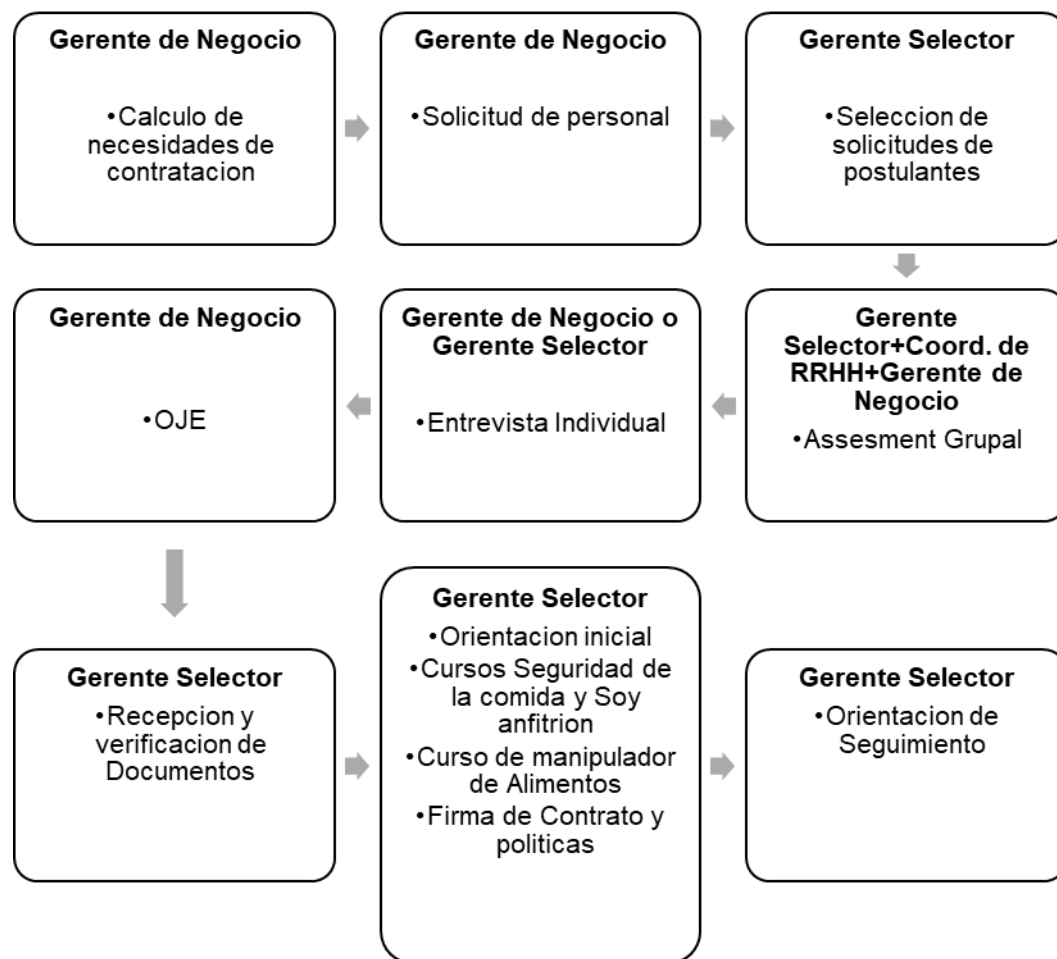 Gerente de Negocio
•Calculo de
necesidades de
contratacion
Gerente de Negocio
•Solicitud de personal
Gerente Selector
•Seleccion de
solicitudes de
postulantes
Gerente
Selector+Coord. de
RRHH+Gerente de
Negocio
•Assesment Grupal
Gerente de Negocio o
Gerente Selector
•Entrevista Individual
Gerente de Negocio
•OJE
Gerente Selector
•Recepcion y
verificacion de
Documentos
Gerente Selector
•Orientacion inicial
•Cursos Seguridad de
la comida y Soy
anfitrion
•Curso de manipulador
de Alimentos
•Firma de Contrato y
politicas
Gerente Selector
•Orientacion de
Seguimiento